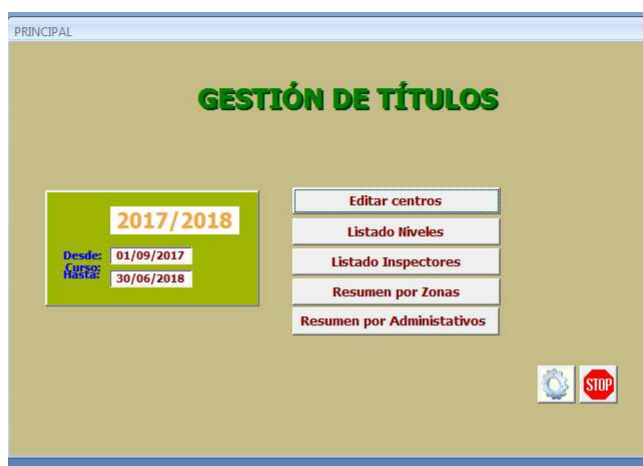 PRINCIPAL
GESTIÓN DE TÍTULOS
2017/2018
Desde: 01/09/2017
Curso:
Hasta: 30/06/2018
Editar centros
Listado Niveles
Listado Inspectores
Resumen por Zonas
Resumen por Administativos
STOP